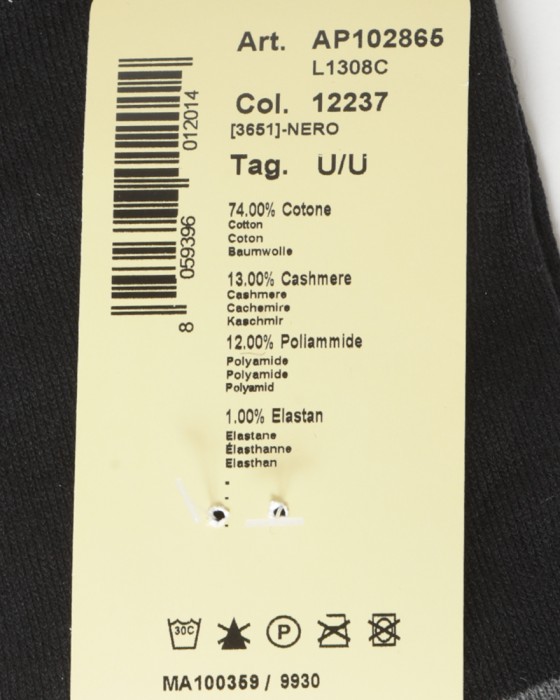 Art. AP102865
L1308C
Col. 12237
[3651]-NERO
Tag. U/U
74.00% Cotone
Cotton
Coton
Baumwolle
13.00% Cashmere
Cashmere
Cachemire
Kaschmir
12.00% Poliammide
Polyamide
Polyamide
Polyamid
1.00% Elastan
Elastane
Élasthanne
Elasthan
8 059396 012014
30C
P
MA100359 / 9930